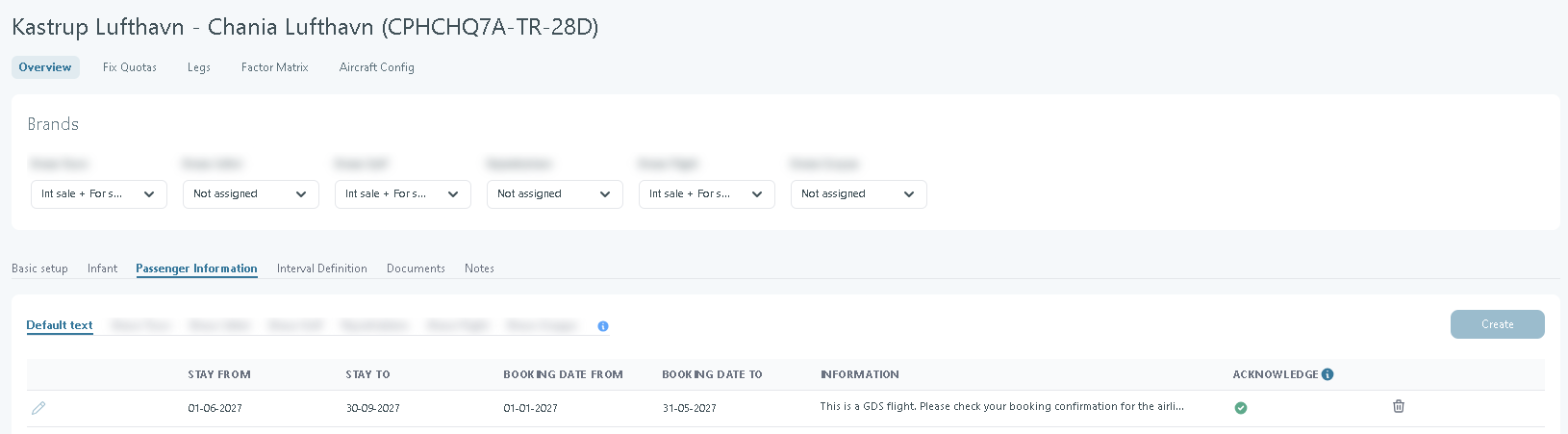 Kastrup Lufthavn - Chania Lufthavn (CPHCHQ7A-TR-28D)
Overview Fix Quotas Legs Factor Matrix Aircraft Config
Brands
Int sale + For s... Not assigned Int sale + For s... Not assigned Int sale + For s... Not assigned
Basic setup Infant Passenger Information Interval Definition Documents Notes
Default text
Create
STAY FROM STAY TO BOOKING DATE FROM BOOKING DATE TO INFORMATION ACKNOWLEDGE
01-06-2027 30-09-2027 01-01-2027 31-05-2027 This is a GDS flight. Please check your booking confirmation for the airli...